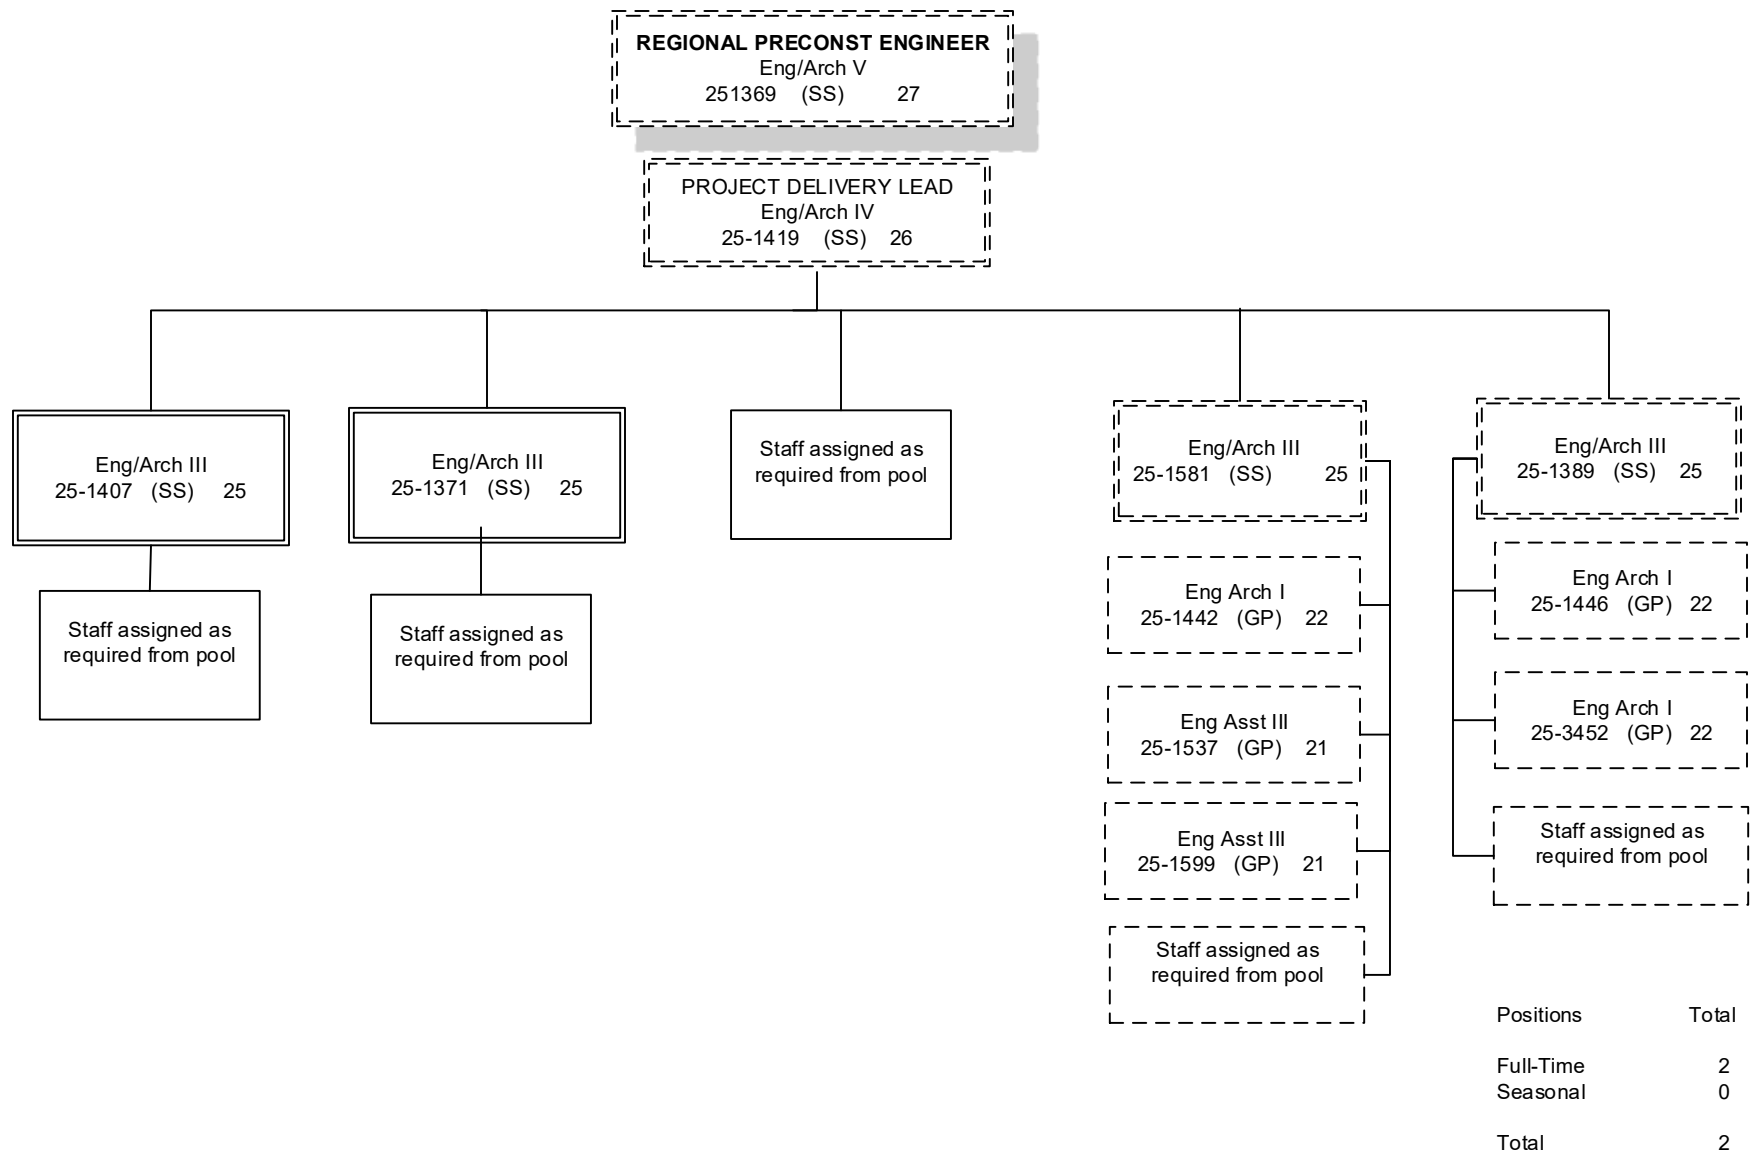 REGIONAL PRECONST ENGINEER
Eng/Arch V
251369 (SS) 27
PROJECT DELIVERY LEAD
Eng/Arch IV
25-1419 (SS) 26
Eng/Arch III
25-1407 (SS) 25
Staff assigned as
required from pool
Eng/Arch III
25-1371 (SS) 25
Staff assigned as
required from pool
Staff assigned as
required from pool
Eng/Arch III
25-1581 (SS) 25
Eng Arch I
25-1442 (GP) 22
Eng Asst III
25-1537 (GP) 21
Eng Asst III
25-1599 (GP) 21
Staff assigned as
required from pool
Eng/Arch III
25-1389 (SS) 25
Eng Arch I
25-1446 (GP) 22
Eng Arch I
25-3452 (GP) 22
Staff assigned as
required from pool
Positions Total
Full-Time 2
Seasonal 0
Total 2